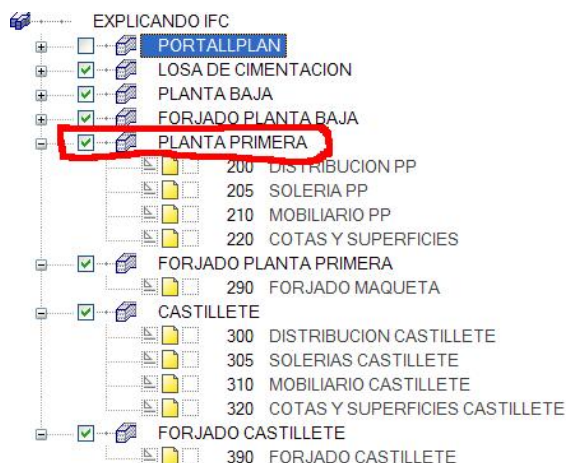 EXPLICANDO IFC
PORTALLPLAN
LOSA DE CIMENTACION
PLANTA BAJA
FORJADO PLANTA BAJA
PLANTA PRIMERA
200 DISTRIBUCION PP
205 SOLERIA PP
210 MOBILIARIO PP
220 COTAS Y SUPERFICIES
FORJADO PLANTA PRIMERA
290 FORJADO MAQUETA
CASTILLETE
300 DISTRIBUCION CASTILLETE
305 SOLERIAS CASTILLETE
310 MOBILIARIO CASTILLETE
320 COTAS Y SUPERFICIES CASTILLETE
FORJADO CASTILLETE
390 FORJADO CASTILLETE